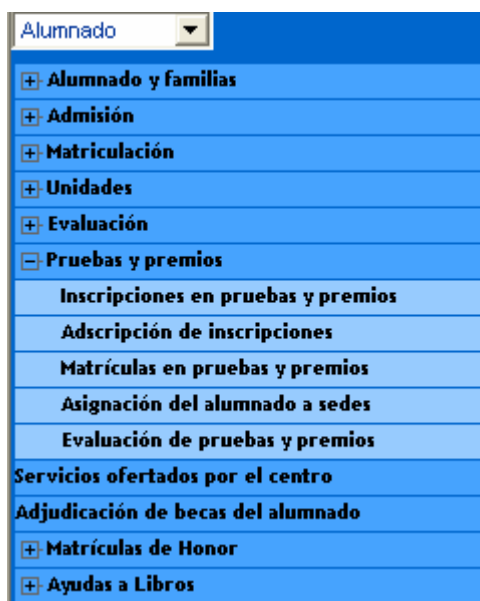 Alumnado
Alumnado y familias
Admisión
Matriculación
Unidades
Evaluación
Pruebas y premios
Inscripciones en pruebas y premios
Adscripción de inscripciones
Matrículas en pruebas y premios
Asignación del alumnado a sedes
Evaluación de pruebas y premios
Servicios ofertados por el centro
Adjudicación de becas del alumnado
Matrículas de Honor
Ayudas a Libros